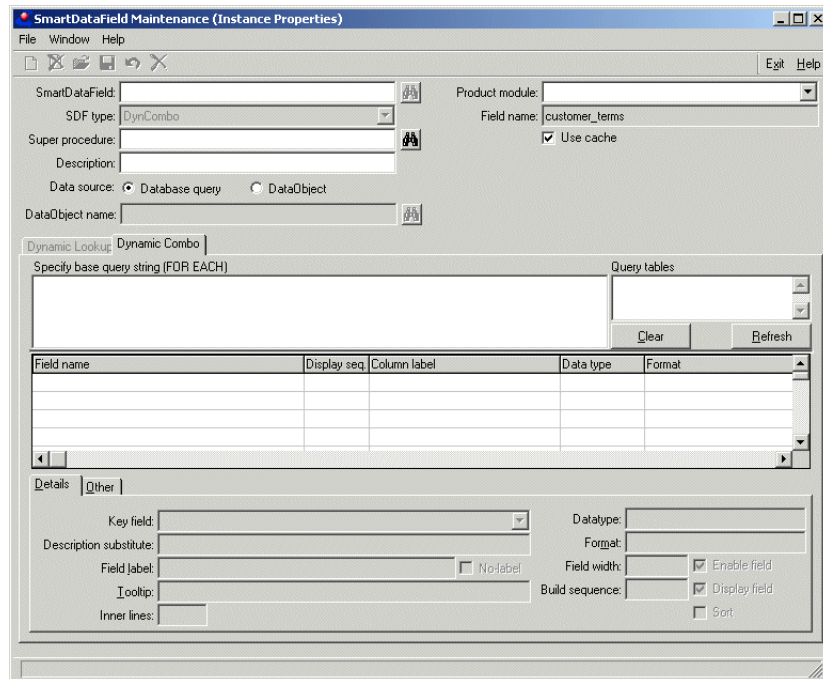 SmartDataField Maintenance (Instance Properties)
File Window Help
Exit Help
SmartDataField: Product module:
SDF type: DynCombo Field name: customer_terms
Super procedure: Use cache
Description:
Data source: Database query DataObject
DataObject name:
Dynamic Lookup Dynamic Combo
Specify base query string (FOR EACH) Query tables
Clear Refresh
Field name Display seq. Column label Data type Format
Details Other
Key field: Datatype:
Description substitute: Format:
Field label: No-label Field width: Enable field
Tooltip: Build sequence: Display field
Inner lines: Sort